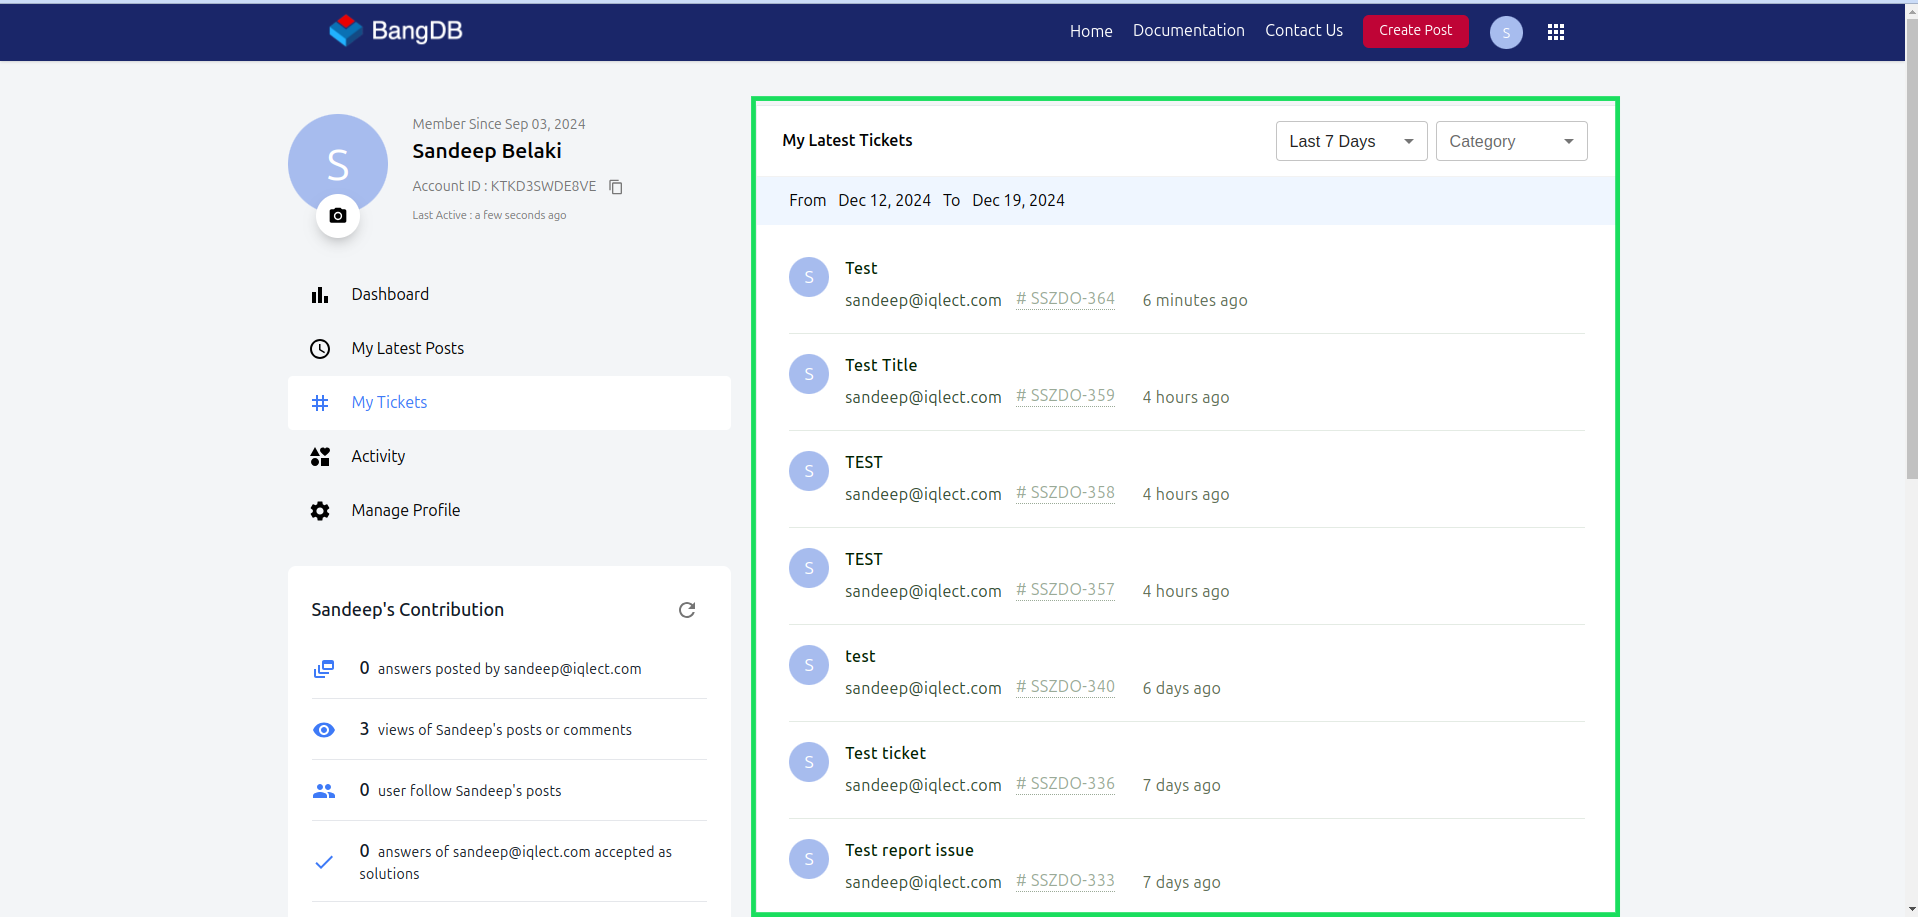 BangDB
Home Documentation Contact Us Create Post S
S
Member Since Sep 03, 2024
Sandeep Belaki
Account ID : KTKD3SWDE8VE
Last Active : a few seconds ago
Dashboard
My Latest Posts
My Tickets
Activity
Manage Profile
Sandeep's Contribution
0 answers posted by sandeep@iqlect.com
3 views of Sandeep's posts or comments
0 user follow Sandeep's posts
0 answers of sandeep@iqlect.com accepted as
solutions
My Latest Tickets Last 7 Days Category
From Dec 12, 2024 To Dec 19, 2024
S Test
sandeep@iqlect.com # SSZDO-364 6 minutes ago
S Test Title
sandeep@iqlect.com # SSZDO-359 4 hours ago
S TEST
sandeep@iqlect.com # SSZDO-358 4 hours ago
S TEST
sandeep@iqlect.com # SSZDO-357 4 hours ago
S test
sandeep@iqlect.com # SSZDO-340 6 days ago
S Test ticket
sandeep@iqlect.com # SSZDO-336 7 days ago
S Test report issue
sandeep@iqlect.com # SSZDO-333 7 days ago